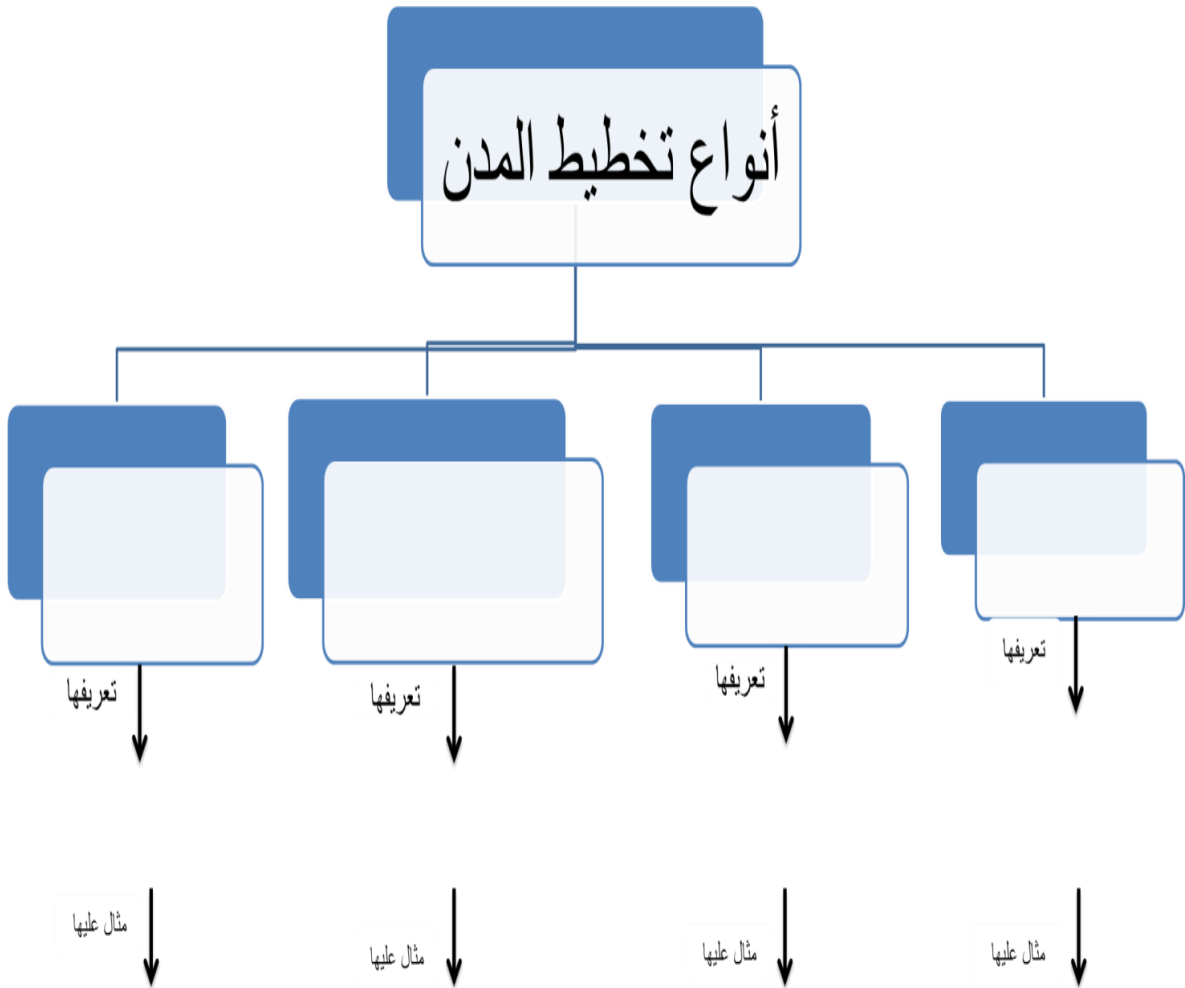 أنواع تخطيط المدن
تعريفها
تعريفها
تعريفها
تعريفها
مثال عليها
مثال عليها
مثال عليها
مثال عليها